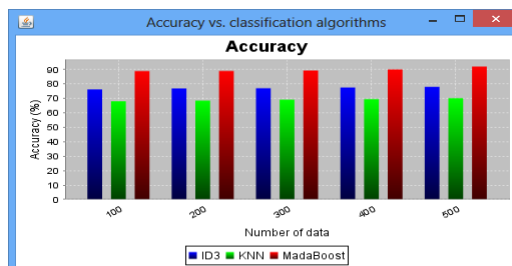 Accuracy vs. classification algorithms
Accuracy
Accuracy (%)
90
80
70
60
50
40
30
20
10
0
100 200 300 400 500
Number of data
ID3 KNN MadaBoost